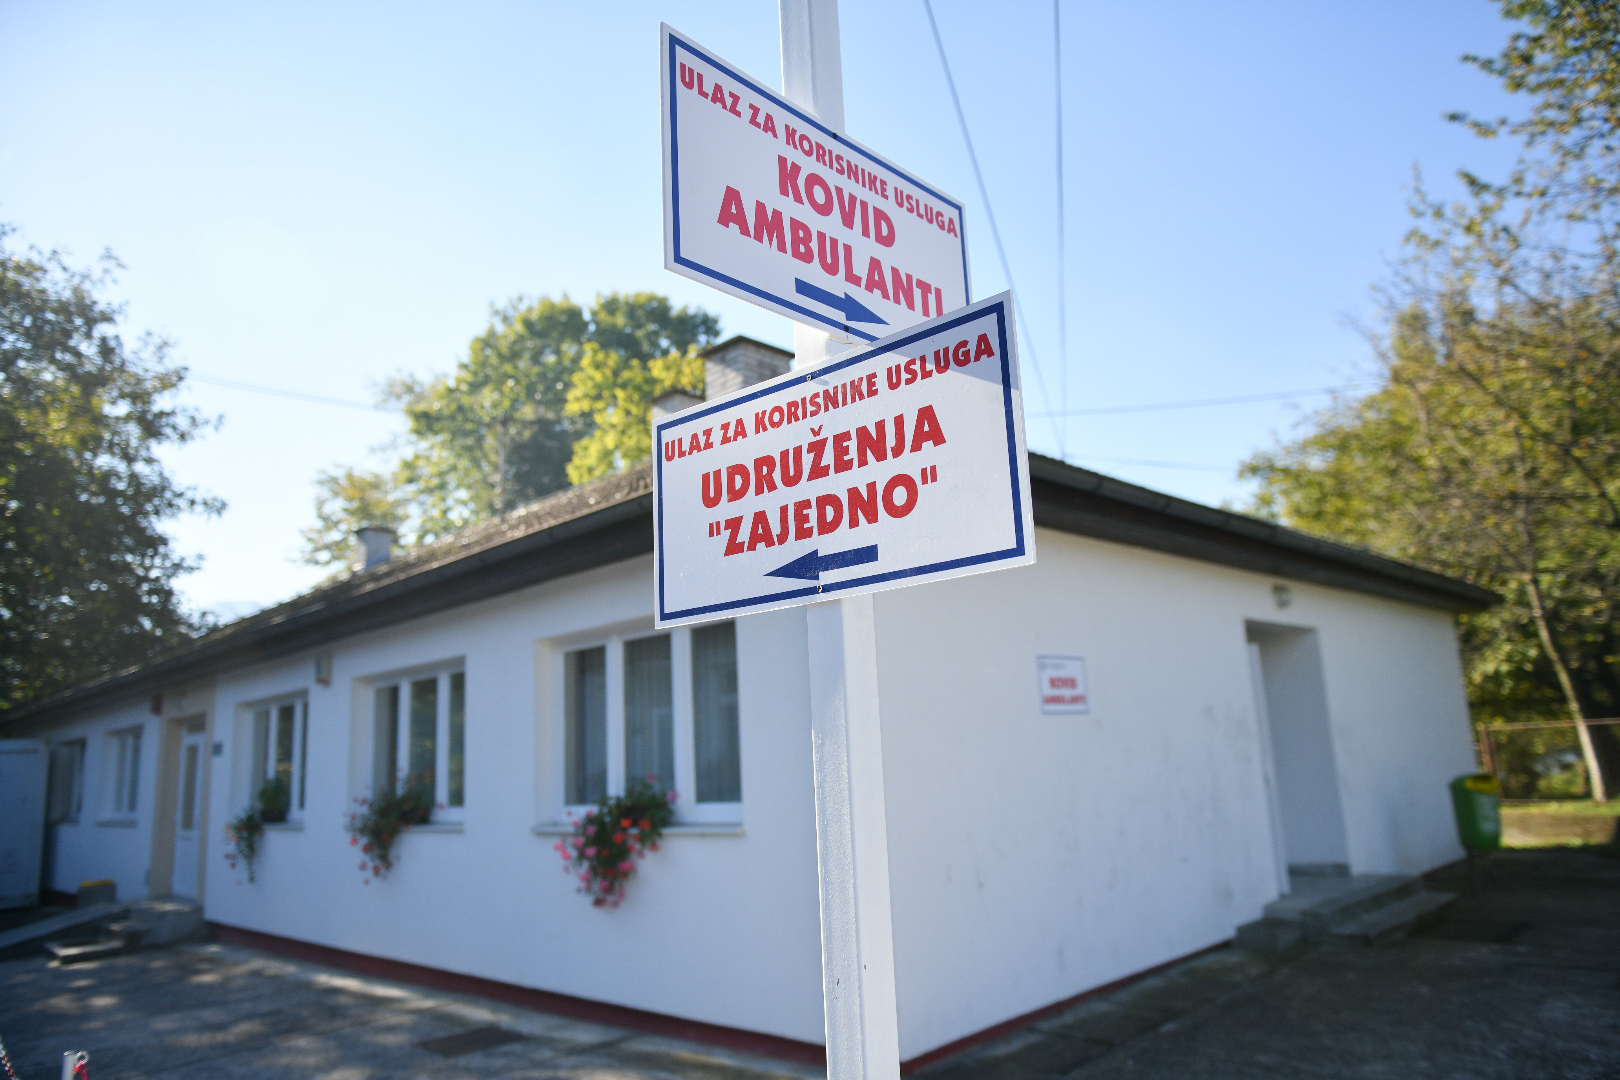 ULAZ ZA KORISNIKE USLUGA
KOVID
AMBULANTI
ULAZ ZA KORISNIKE USLUGA
UDRUŽENJA
"ZAJEDNO"
KOVID
AMBULANTI